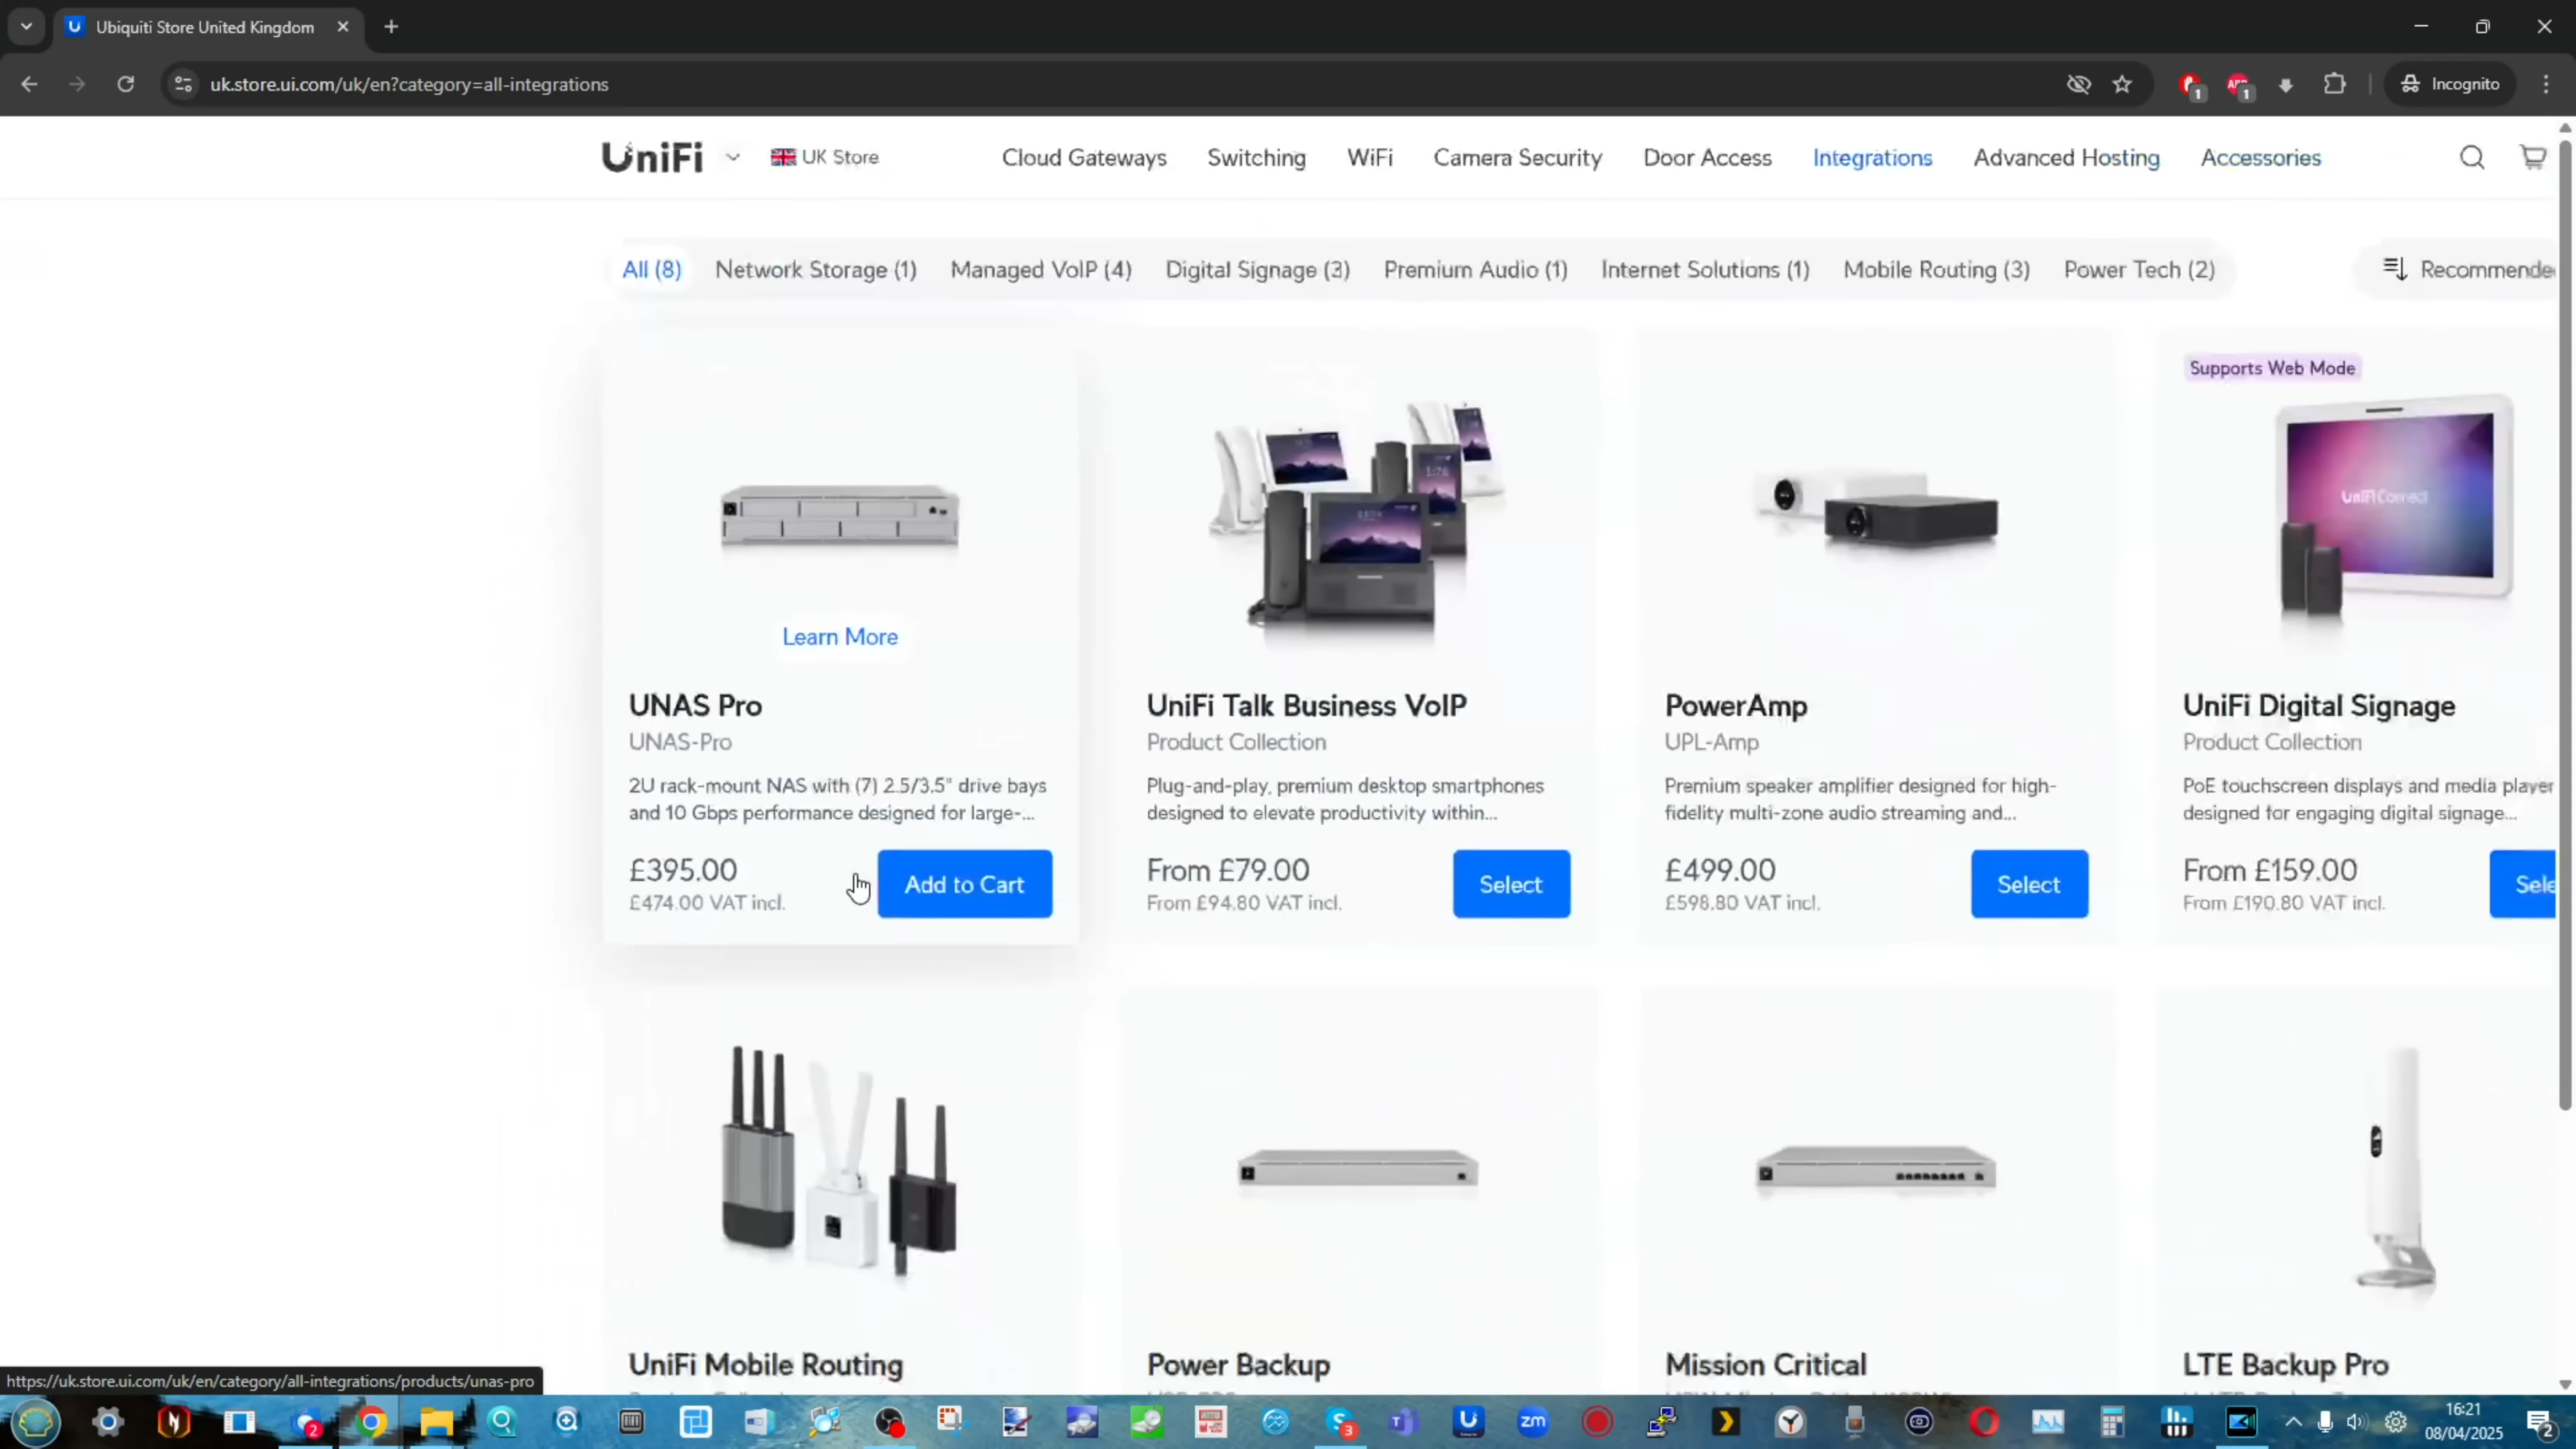 Ubiquiti Store United Kingdom
uk.store.ui.com/uk/en?category=all-integrations
1
1
Incognito
UniFi
UK Store
Cloud Gateways
Switching
WiFi
Camera Security
Door Access
Integrations
Advanced Hosting
Accessories
All (8)
Network Storage (1)
Managed VoIP (4)
Digital Signage (3)
Premium Audio (1)
Internet Solutions (1)
Mobile Routing (3)
Power Tech (2)
Recommende
Learn More
UNAS Pro
UNAS-Pro
2U rack-mount NAS with (7) 2.5/3.5" drive bays
and 10 Gbps performance designed for large-...
£395.00
£474.00 VAT incl.
Add to Cart
UniFi Talk Business VoIP
Product Collection
Plug-and-play, premium desktop smartphones
designed to elevate productivity within...
From £79.00
From £94.80 VAT incl.
Select
PowerAmp
UPL-Amp
Premium speaker amplifier designed for high-
fidelity multi-zone audio streaming and...
£499.00
£598.80 VAT incl.
Select
Supports Web Mode
UniFi Connect
UniFi Digital Signage
Product Collection
PoE touchscreen displays and media player
designed for engaging digital signage...
From £159.00
From £190.80 VAT incl.
Sele
UniFi Mobile Routing
Power Backup
Mission Critical
LTE Backup Pro
https://uk.store.ui.com/uk/en/category/all-integrations/products/unas-pro
2
3
zm
16:21
08/04/2025
2